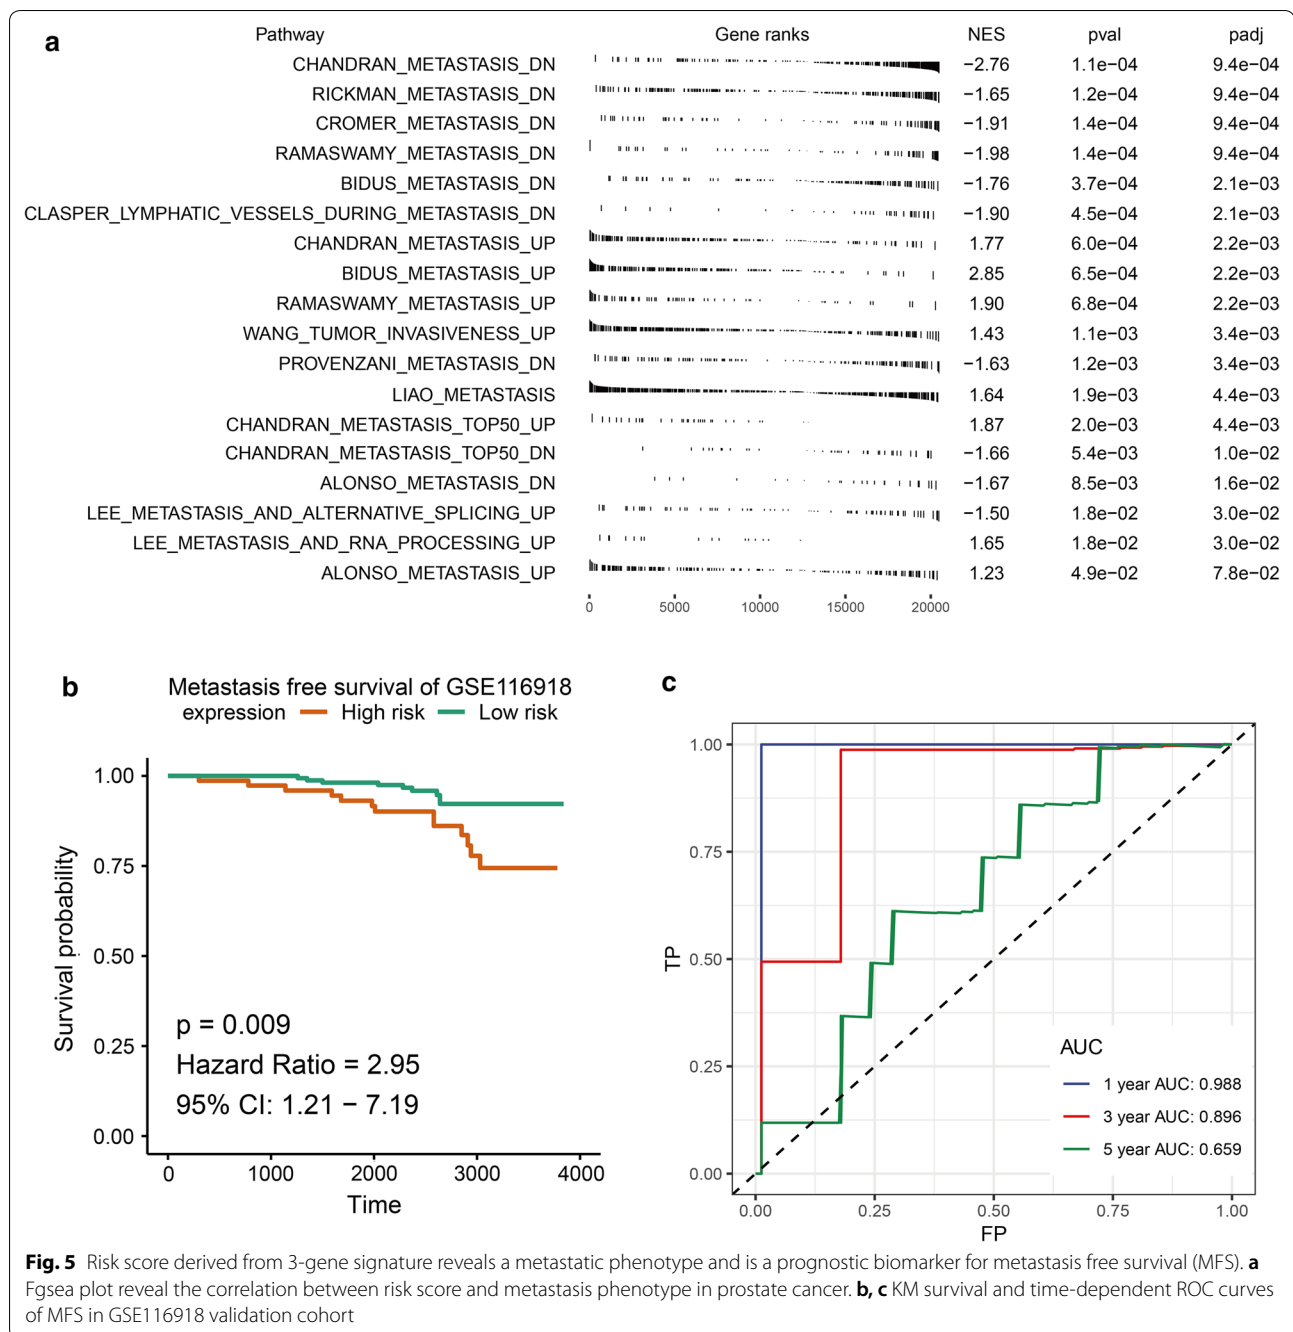 a
Pathway Gene ranks NES pval padj
CHANDRAN_METASTASIS_DN −2.76 1.1e−04 9.4e−04
RICKMAN_METASTASIS_DN −1.65 1.2e−04 9.4e−04
CROMER_METASTASIS_DN −1.91 1.4e−04 9.4e−04
RAMASWAMY_METASTASIS_DN −1.98 1.4e−04 9.4e−04
BIDUS_METASTASIS_DN −1.76 3.7e−04 2.1e−03
CLASPER_LYMPHATIC_VESSELS_DURING_METASTASIS_DN −1.90 4.5e−04 2.1e−03
CHANDRAN_METASTASIS_UP 1.77 6.0e−04 2.2e−03
BIDUS_METASTASIS_UP 2.85 6.5e−04 2.2e−03
RAMASWAMY_METASTASIS_UP 1.90 6.8e−04 2.2e−03
WANG_TUMOR_INVASIVENESS_UP 1.43 1.1e−03 3.4e−03
PROVENZANI_METASTASIS_DN −1.63 1.2e−03 3.4e−03
LIAO_METASTASIS 1.64 1.9e−03 4.4e−03
CHANDRAN_METASTASIS_TOP50_UP 1.87 2.0e−03 4.4e−03
CHANDRAN_METASTASIS_TOP50_DN −1.66 5.4e−03 1.0e−02
ALONSO_METASTASIS_DN −1.67 8.5e−03 1.6e−02
LEE_METASTASIS_AND_ALTERNATIVE_SPLICING_UP −1.50 1.8e−02 3.0e−02
LEE_METASTASIS_AND_RNA_PROCESSING_UP 1.65 1.8e−02 3.0e−02
ALONSO_METASTASIS_UP 1.23 4.9e−02 7.8e−02
0 5000 10000 15000 20000
b
Metastasis free survival of GSE116918
expression High risk Low risk
1.00
0.75
0.50
0.25
0.00
Survival probability
p = 0.009
Hazard Ratio = 2.95
95% CI: 1.21 − 7.19
0 1000 2000 3000 4000
Time
c
1.00
0.75
0.50
0.25
0.00
TP
AUC
1 year AUC: 0.988
3 year AUC: 0.896
5 year AUC: 0.659
0.00 0.25 0.50 0.75 1.00
FP
Fig. 5 Risk score derived from 3-gene signature reveals a metastatic phenotype and is a prognostic biomarker for metastasis free survival (MFS). a
Fgsea plot reveal the correlation between risk score and metastasis phenotype in prostate cancer. b, c KM survival and time-dependent ROC curves
of MFS in GSE116918 validation cohort